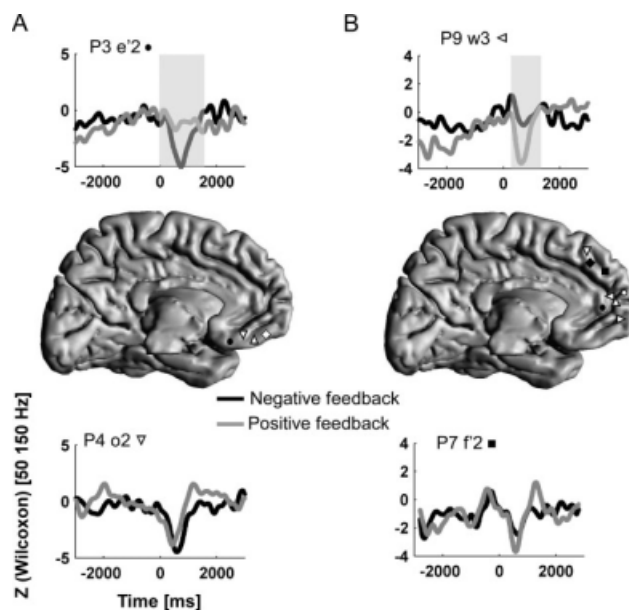 A
B
P3 e'2 ●
P9 w3 ◁
5
0
-5
-2000 0 2000
4
2
0
-2
-4
-2000 0 2000
Negative feedback
Positive feedback
P4 o2 ▽
P7 f'2 ■
5
0
-5
-2000 0 2000
4
2
0
-2
-4
-2000 0 2000
Z (Wilcoxon) [50 150 Hz]
Time [ms]